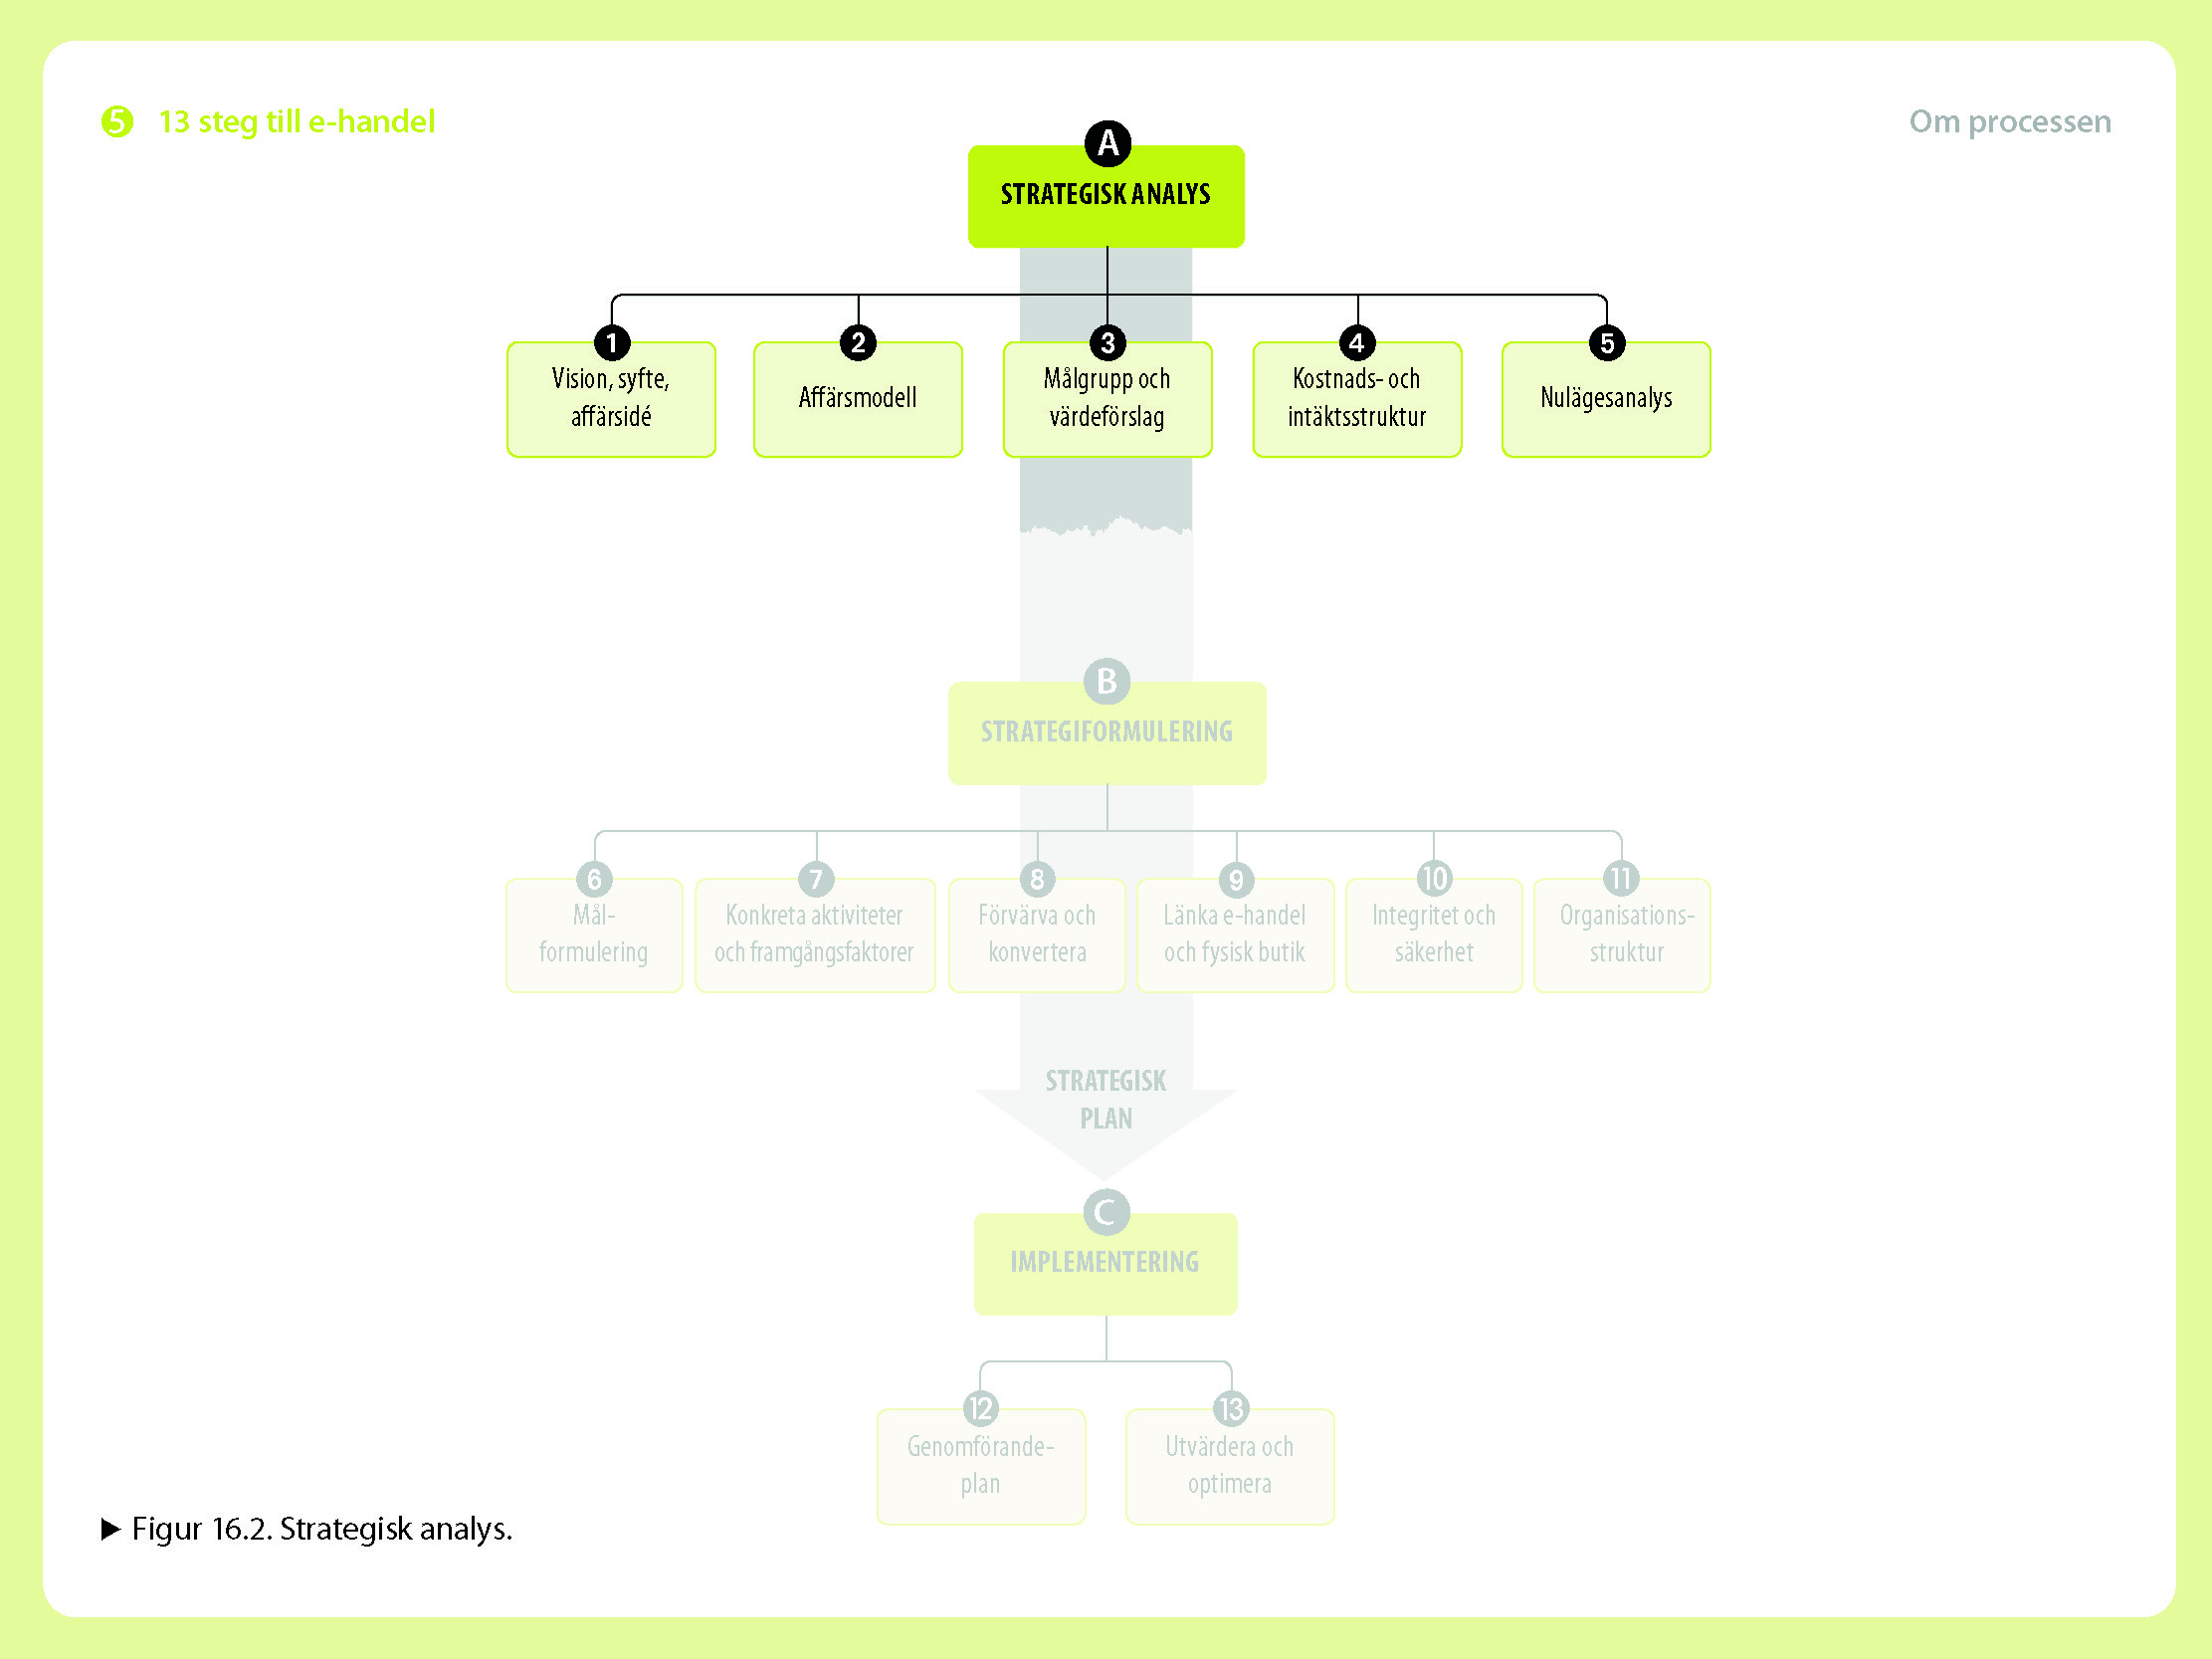 5 13 steg till e-handel
Om processen
A
STRATEGISK ANALYS
1
Vision, syfte,
affärsidé
2
Affärsmodell
3
Målgrupp och
värdeförslag
4
Kostnads- och
intäktsstruktur
5
Nulägesanalys
B
STRATEGIFORMULERING
6
Mål-
formulering
7
Konkreta aktiviteter
och framgångsfaktorer
8
Förvärva och
konvertera
9
Länka e-handel
och fysisk butik
10
Integritet och
säkerhet
11
Organisations-
struktur
STRATEGISK
PLAN
C
IMPLEMENTERING
12
Genomförande-
plan
13
Utvärdera och
optimera
▶ Figur 16.2. Strategisk analys.